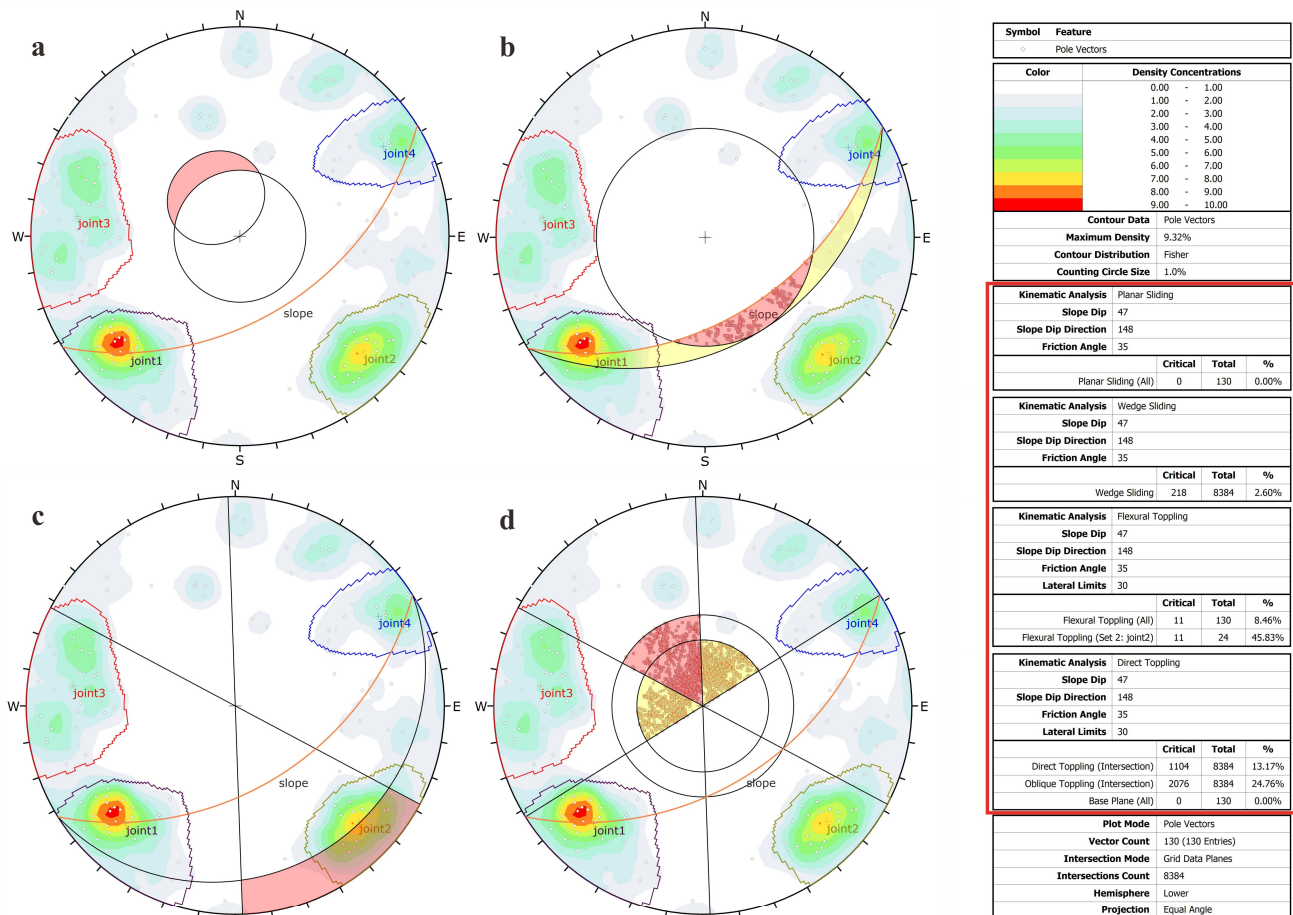 a
N
W
E
S
joint1
joint2
joint3
joint4
slope
b
N
W
E
S
joint1
joint2
joint3
joint4
slope
c
N
W
E
joint1
joint2
joint3
joint4
slope
d
N
W
E
joint1
joint2
joint3
joint4
slope
Symbol Feature
Pole Vectors
Color Density Concentrations
0.00 - 1.00
1.00 - 2.00
2.00 - 3.00
3.00 - 4.00
4.00 - 5.00
5.00 - 6.00
6.00 - 7.00
7.00 - 8.00
8.00 - 9.00
9.00 - 10.00
Contour Data Pole Vectors
Maximum Density 9.32%
Contour Distribution Fisher
Counting Circle Size 1.0%
Kinematic Analysis Planar Sliding
Slope Dip 47
Slope Dip Direction 148
Friction Angle 35
Critical Total %
Planar Sliding (All) 0 130 0.00%
Kinematic Analysis Wedge Sliding
Slope Dip 47
Slope Dip Direction 148
Friction Angle 35
Critical Total %
Wedge Sliding 218 8384 2.60%
Kinematic Analysis Flexural Toppling
Slope Dip 47
Slope Dip Direction 148
Friction Angle 35
Lateral Limits 30
Critical Total %
Flexural Toppling (All) 11 130 8.46%
Flexural Toppling (Set 2: joint2) 11 24 45.83%
Kinematic Analysis Direct Toppling
Slope Dip 47
Slope Dip Direction 148
Friction Angle 35
Lateral Limits 30
Critical Total %
Direct Toppling (Intersection) 1104 8384 13.17%
Oblique Toppling (Intersection) 2076 8384 24.76%
Base Plane (All) 0 130 0.00%
Plot Mode Pole Vectors
Vector Count 130 (130 Entries)
Intersection Mode Grid Data Planes
Intersections Count 8384
Hemisphere Lower
Projection Equal Angle